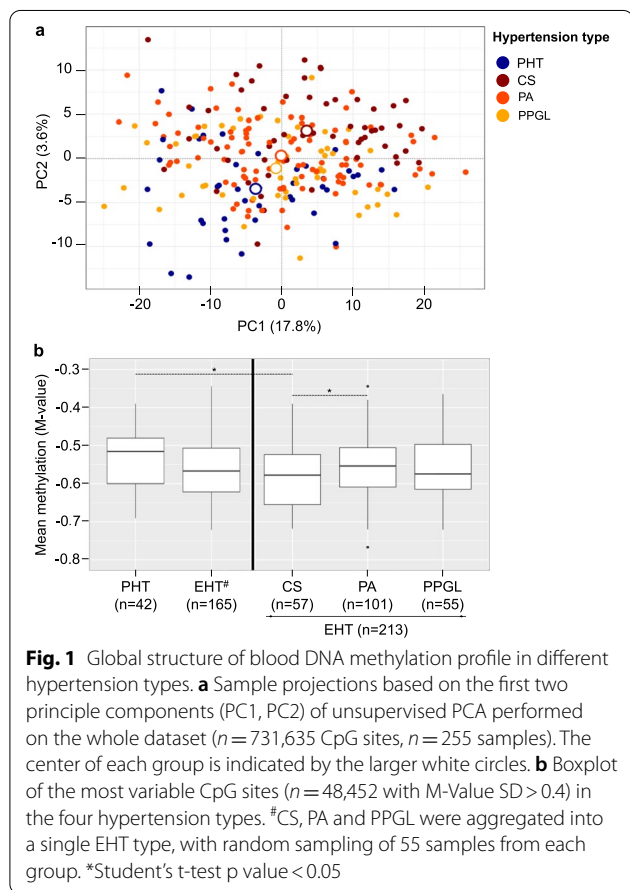 a
Hypertension type
PHT
CS
PA
PPGL
10
5
0
-5
-10
PC2 (3.6%)
-20 -10 0 10 20
PC1 (17.8%)
b
-0.3
-0.4
-0.5
-0.6
-0.7
-0.8
Mean methylation (M-value)
* *
PHT EHT# CS PA PPGL
(n=42) (n=165) (n=57) (n=101) (n=55)
EHT (n=213)
Fig. 1 Global structure of blood DNA methylation profile in different
hypertension types. a Sample projections based on the first two
principle components (PC1, PC2) of unsupervised PCA performed
on the whole dataset (n = 731,635 CpG sites, n = 255 samples). The
center of each group is indicated by the larger white circles. b Boxplot
of the most variable CpG sites (n = 48,452 with M-Value SD > 0.4) in
the four hypertension types. #CS, PA and PPGL were aggregated into
a single EHT type, with random sampling of 55 samples from each
group. *Student's t-test p value < 0.05